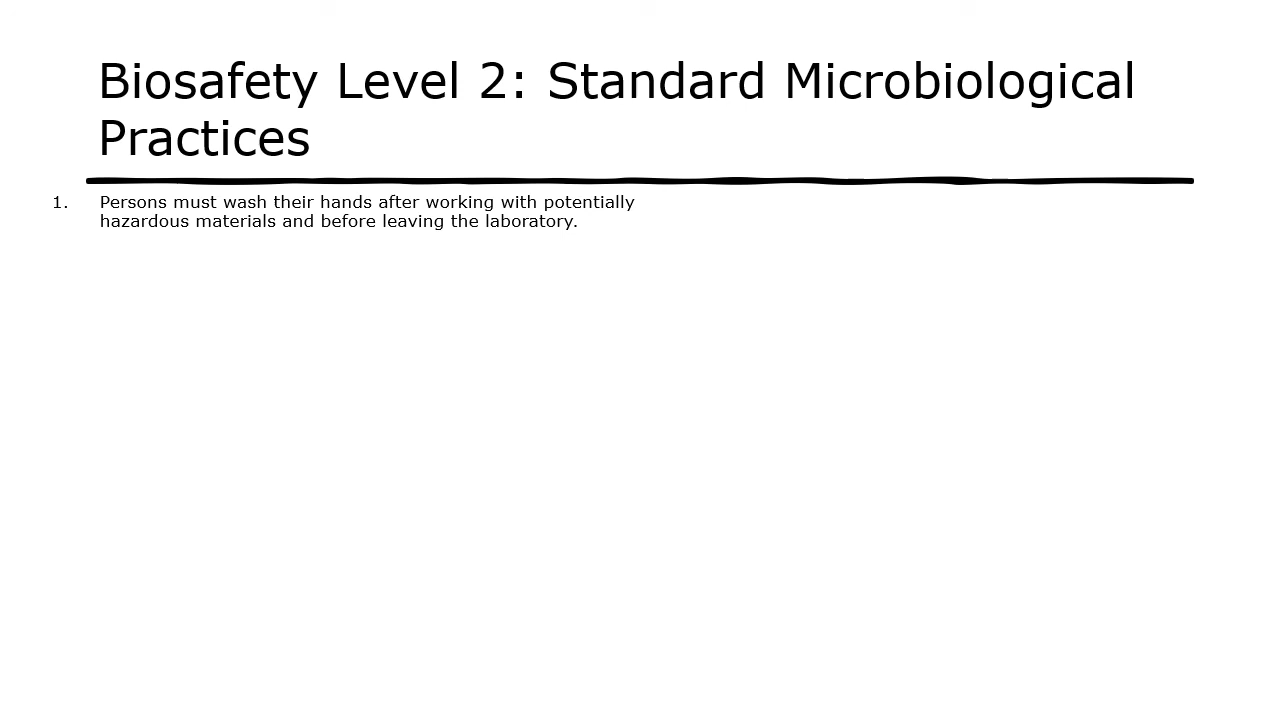 Biosafety Level 2: Standard Microbiological
Practices
1. Persons must wash their hands after working with potentially
hazardous materials and before leaving the laboratory.